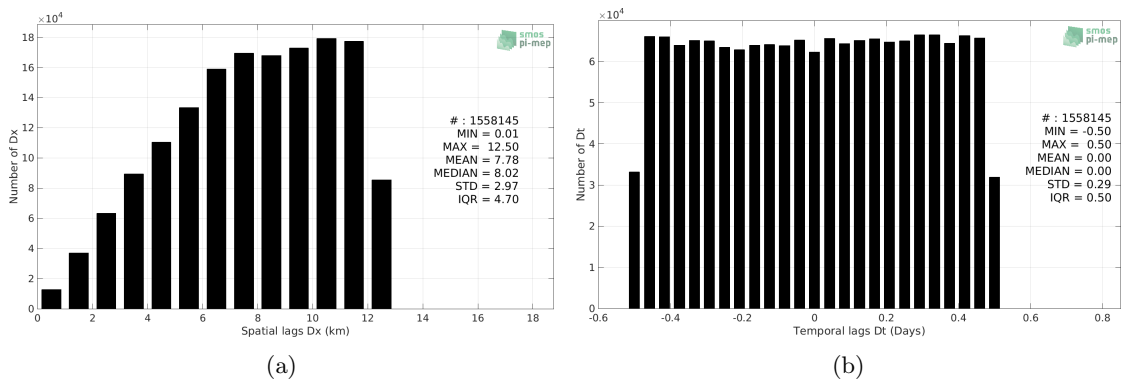 ×10⁴
18
16
14
12
10
8
6
4
2
0
Number of Dx
0 2 4 6 8 10 12 14 16 18
Spatial lags Dx (km)
smos
pi-mep
# : 1558145
MIN = 0.01
MAX = 12.50
MEAN = 7.78
MEDIAN = 8.02
STD = 2.97
IQR = 4.70
(a)
×10⁴
6
5
4
3
2
1
0
Number of Dt
-0.6 -0.4 -0.2 0 0.2 0.4 0.6 0.8
Temporal lags Dt (Days)
smos
pi-mep
# : 1558145
MIN = -0.50
MAX = 0.50
MEAN = 0.00
MEDIAN = 0.00
STD = 0.29
IQR = 0.50
(b)